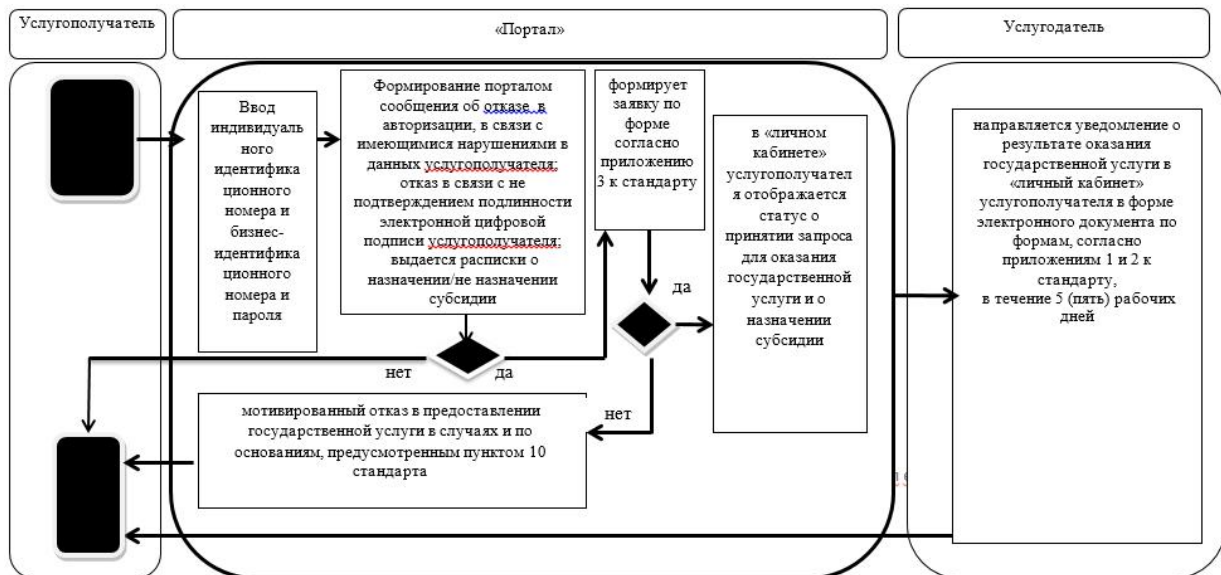 Услугополучатель
«Портал»
Услугодатель
Ввод
индивидуаль
ного
идентифика
ционного
номера и
бизнес-
идентифика
ционного
номера и
пароля
Формирование порталом
сообщения об отказе в
авторизации, в связи с
имеющимися нарушениями в
данных услугополучателя;
отказ в связи с не
подтверждением подлинности
электронной цифровой
подписи услугополучателя;
выдается расписки о
назначении/не назначении
субсидии
формирует
заявку по
форме
согласно
приложению
3 к стандарту
в «личном
кабинете»
услугополучател
я отображается
статус о
принятии запроса
для оказания
государственной
услуги и о
назначении
субсидии
направляется уведомление о
результате оказания
государственной услуги в
«личный кабинет»
услугополучателя в форме
электронного документа по
формам, согласно
приложениям 1 и 2 к
стандарту,
в течение 5 (пять) рабочих
дней
да
нет
да
нет
мотивированный отказ в предоставлении
государственной услуги в случаях и по
основаниям, предусмотренным пунктом 10
стандарта